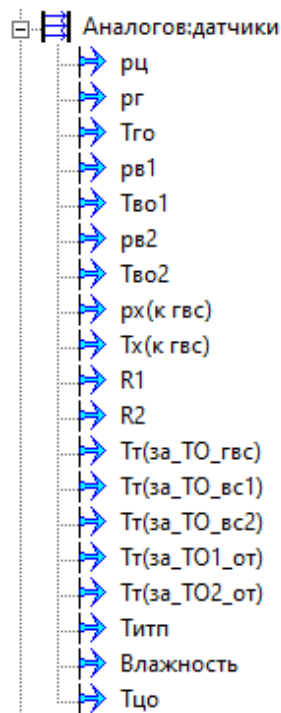 Аналогов:датчики
рц
рг
Тго
рв1
Тво1
рв2
Тво2
рх(к гвс)
Тх(к гвс)
R1
R2
Тт(за_ТО_гвс)
Тт(за_ТО_вс1)
Тт(за_ТО_вс2)
Тт(за_ТО1_от)
Тт(за_ТО2_от)
Титп
Влажность
Тцо